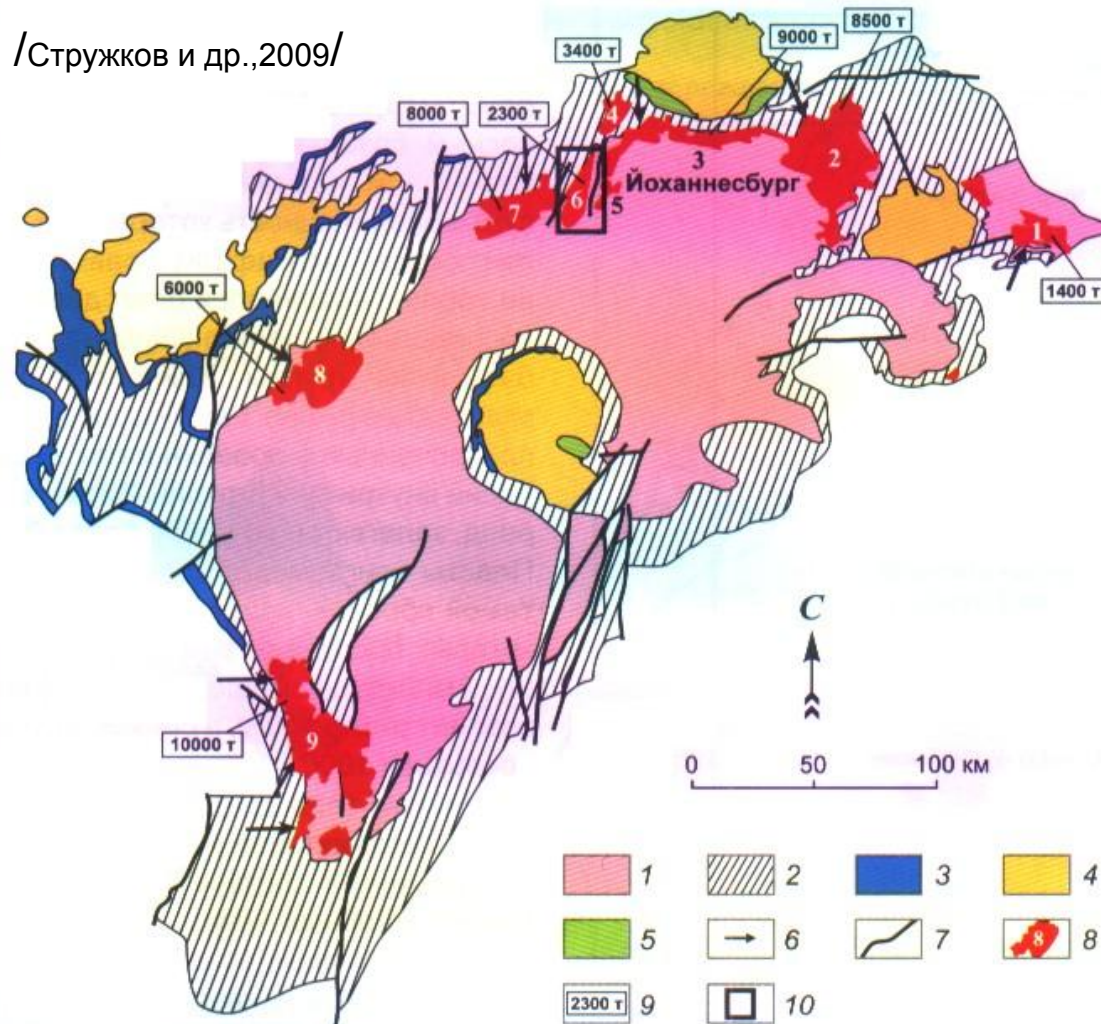 /Стружков и др.,2009/
8500 т
9000 т
3400 т
8000 т
2300 т
4
3
2
Йоханнесбург
7
6
5
1
1400 т
6000 т
8
С
10000 т
9
0 50 100 км
1 2 3 4
5 6 7 8 8
2300 т 9 10